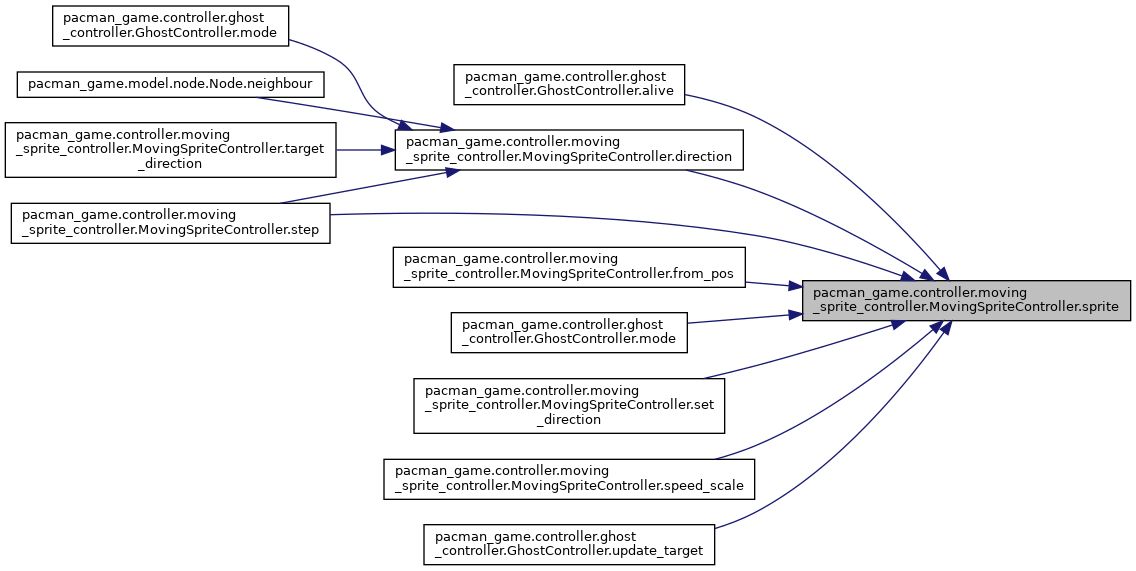 pacman_game.controller.ghost
_controller.GhostController.mode
pacman_game.model.node.Node.neighbour
pacman_game.controller.moving
_sprite_controller.MovingSpriteController.target
_direction
pacman_game.controller.moving
_sprite_controller.MovingSpriteController.step
pacman_game.controller.ghost
_controller.GhostController.alive
pacman_game.controller.moving
_sprite_controller.MovingSpriteController.direction
pacman_game.controller.moving
_sprite_controller.MovingSpriteController.from_pos
pacman_game.controller.ghost
_controller.GhostController.mode
pacman_game.controller.moving
_sprite_controller.MovingSpriteController.set
_direction
pacman_game.controller.moving
_sprite_controller.MovingSpriteController.speed_scale
pacman_game.controller.ghost
_controller.GhostController.update_target
pacman_game.controller.moving
_sprite_controller.MovingSpriteController.sprite